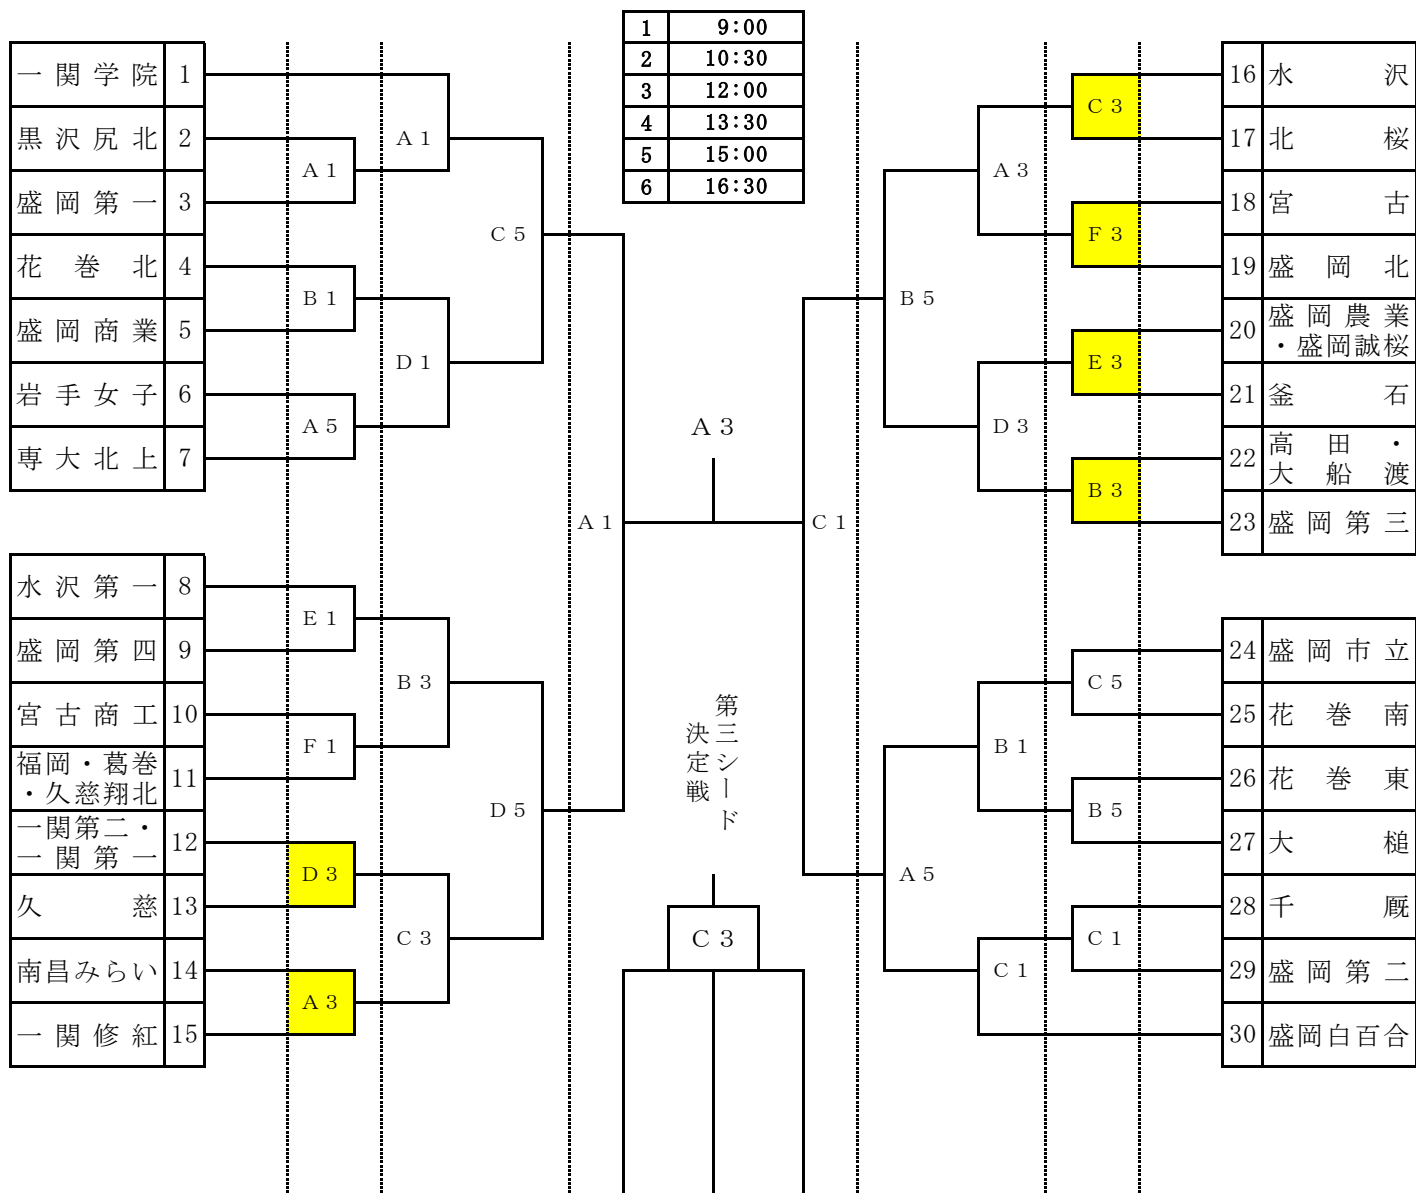 1 9:00
2 10:30
3 12:00
4 13:30
5 15:00
6 16:30
一関学院 1
黒沢尻北 2
盛岡第一 3
花巻北 4
盛岡商業 5
岩手女子 6
専大北上 7
水沢第一 8
盛岡第四 9
宮古商工 10
福岡・葛巻
・久慈翔北 11
一関第二・
一関第一 12
久慈 13
南昌みらい 14
一関修紅 15
A1
B1
A5
E1
F1
D3
A3
A1
D1
B3
C3
C5
D5
A1
A3
第三シード
決定戦
C3
C1
B5
A5
A3
D3
B1
C1
C3
F3
E3
B3
C5
B5
C1
16 水沢
17 北桜
18 宮古
19 盛岡北
20 盛岡農業
・盛岡誠桜
21 釜石
22 高田・
大船渡
23 盛岡第三
24 盛岡市立
25 花巻南
26 花巻東
27 大槌
28 千厩
29 盛岡第二
30 盛岡白百合